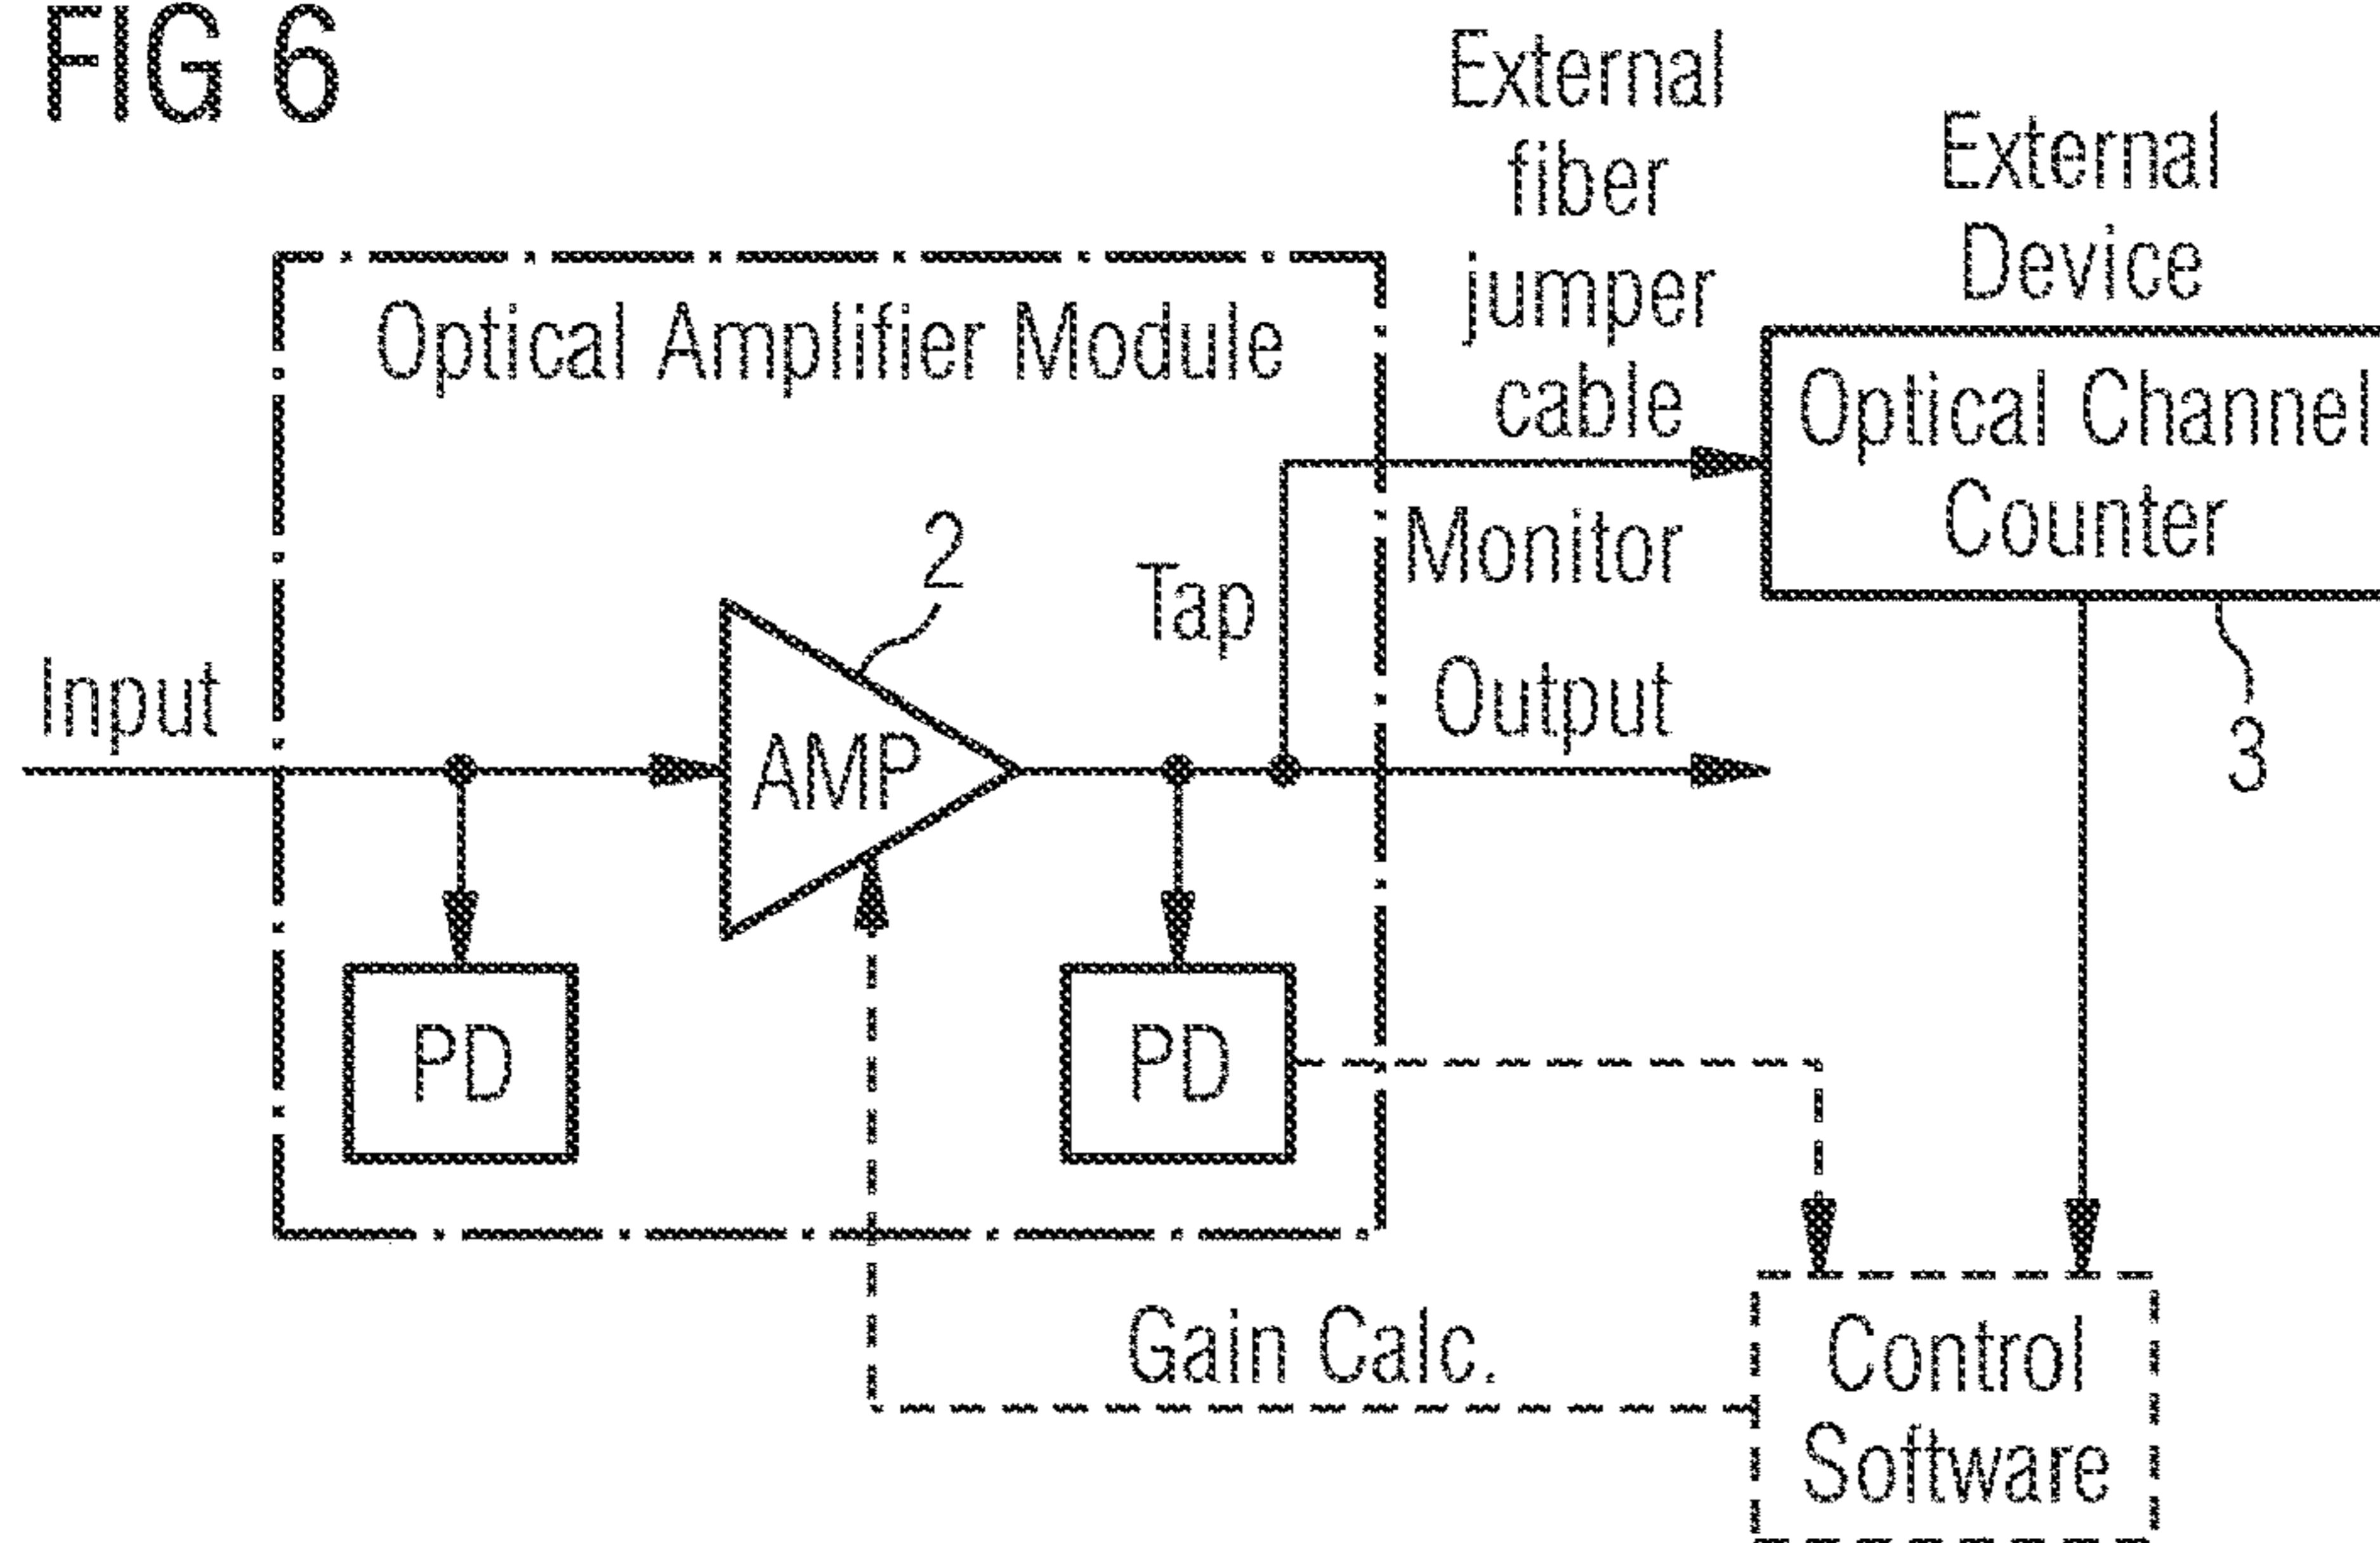 FIG 6
External
fiber
jumper
cable
External
Device
Optical Amplifier Module
Optical Channel
Counter
2
Tap
Monitor
Input
Output
3
AMP
PD
PD
Gain Calc.
Control
Software